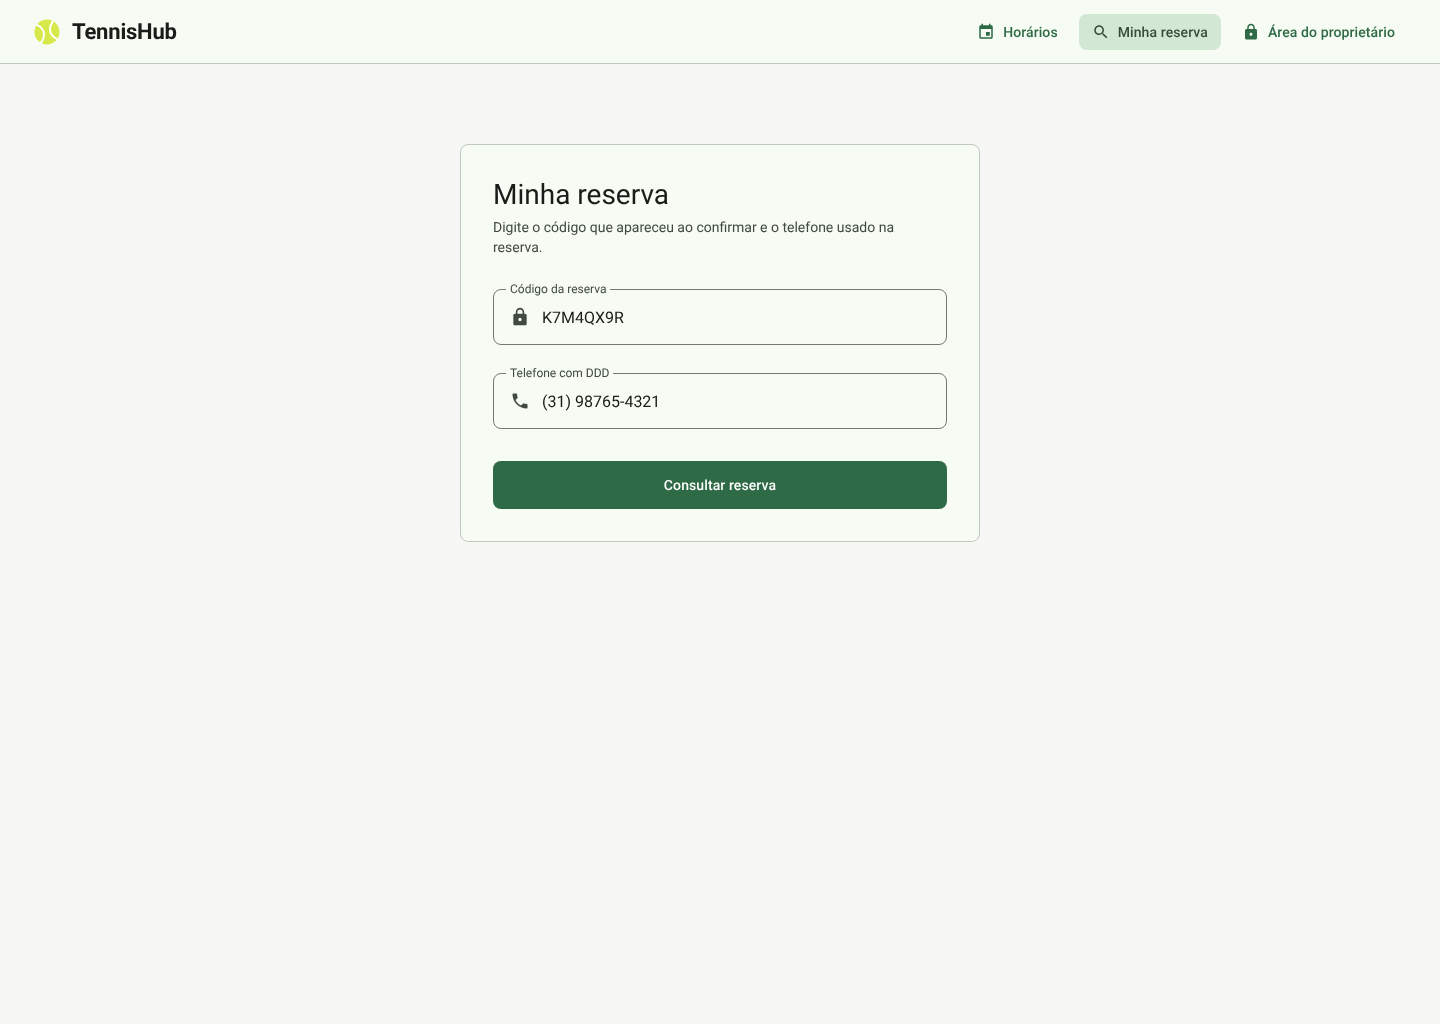 TennisHub
Horários
Minha reserva
Área do proprietário
Minha reserva
Digite o código que apareceu ao confirmar e o telefone usado na
reserva.
Código da reserva
K7M4QX9R
Telefone com DDD
(31) 98765-4321
Consultar reserva